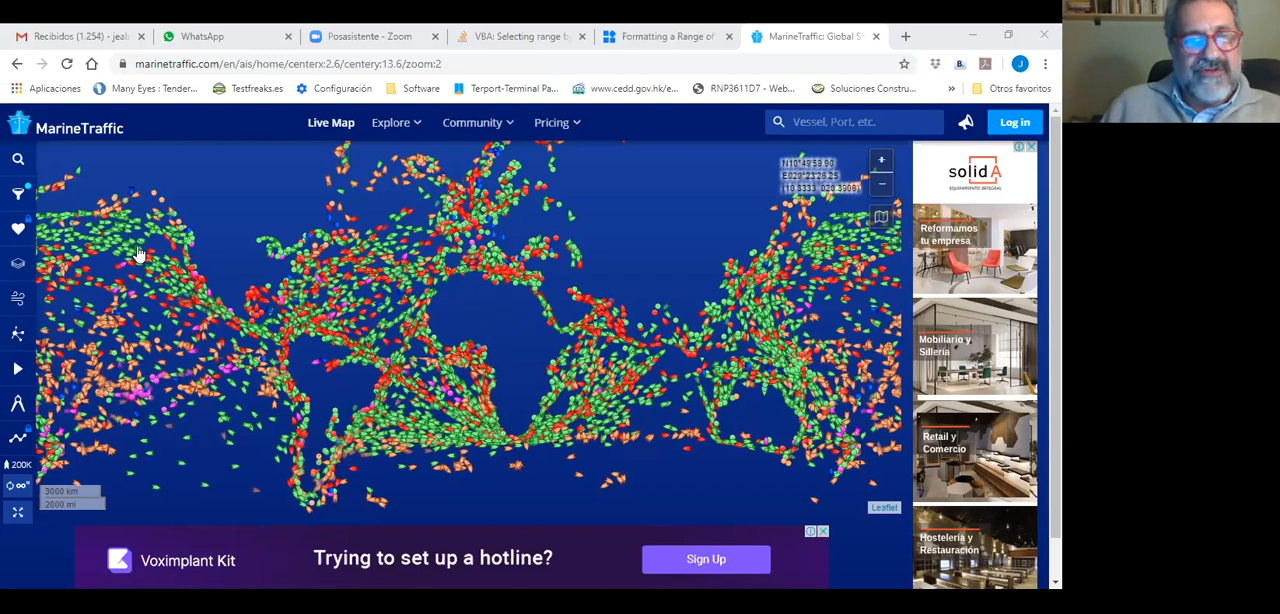 Recibidos (1.254) - jeab
WhatsApp
Posasistente - Zoom
VBA: Selecting range by
Formatting a Range of
MarineTraffic: Global S
marinetraffic.com/en/ais/home/centerx:2.6/centery:13.6/zoom:2
J
Aplicaciones
Many Eyes : Tender...
Testfreaks.es
Configuración
Software
Terport-Terminal Pa...
www.cedd.gov.hk/e...
RNP3611D7 - Web...
Soluciones Constru...
»
Otros favoritos
MarineTraffic
Live Map
Explore
Community
Pricing
Vessel, Port, etc.
Log in
+
−
200K
3000 km
2000 mi
Leaflet
solidA
EQUIPAMIENTO INTEGRAL
Reformamos
tu empresa
Mobiliario y
Sillería
Retail y
Comercio
Hostelería y
Restauración
Voximplant Kit
Trying to set up a hotline?
Sign Up